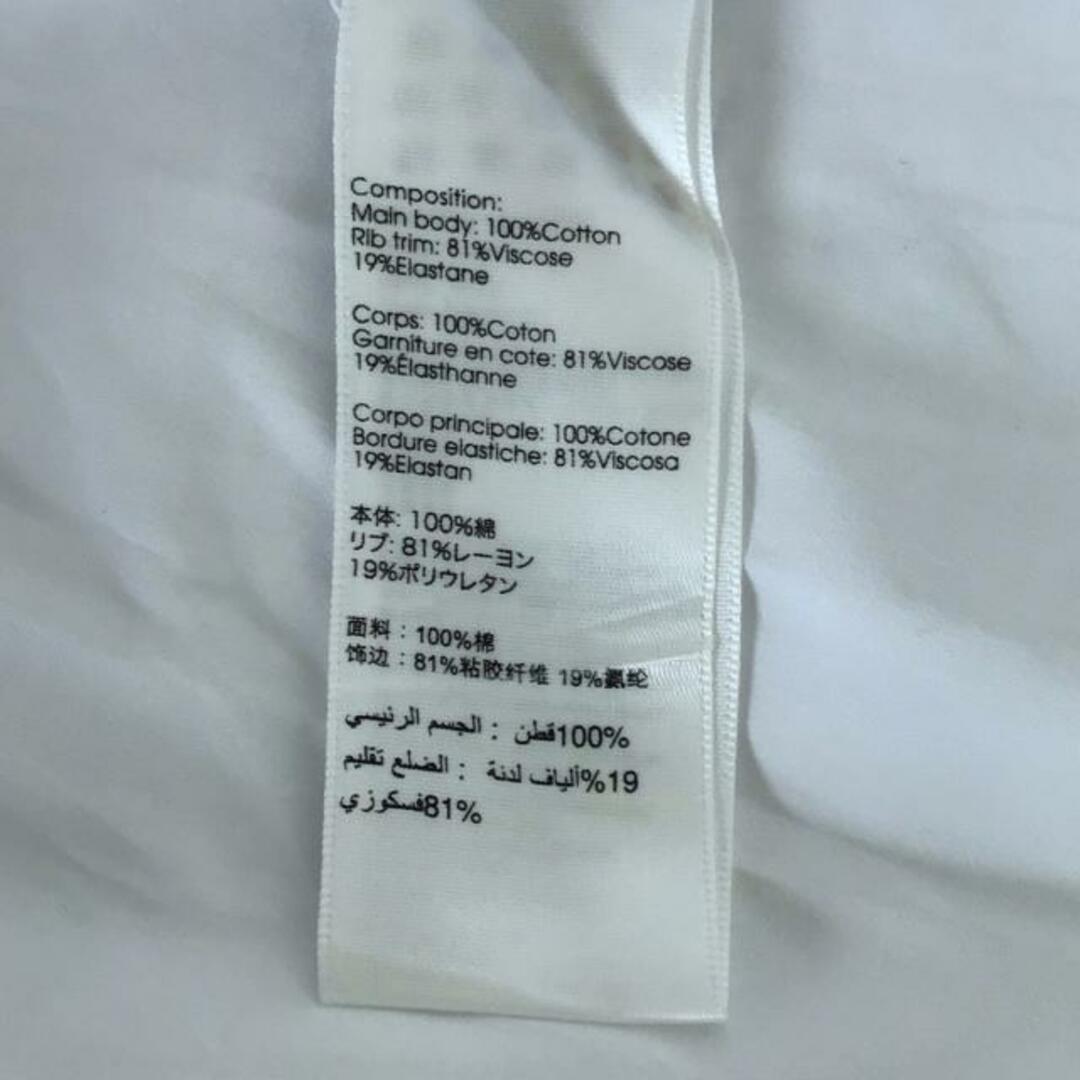 Composition:
Main body: 100%Cotton
Rib trim: 81%Viscose
19%Elastane
Corps: 100%Coton
Garniture en cote: 81%Viscose
19%Élasthanne
Corpo principale: 100%Cotone
Bordure elastiche: 81%Viscosa
19%Elastan
本体: 100%綿
リブ: 81%レーヨン
19%ポリウレタン
面料：100%棉
饰边：81%粘胶纤维 19%氨纶
100%قطن : الجسم الرئيسي
19%ألياف لدنة : الضلع تقليم
81%فسكوزي